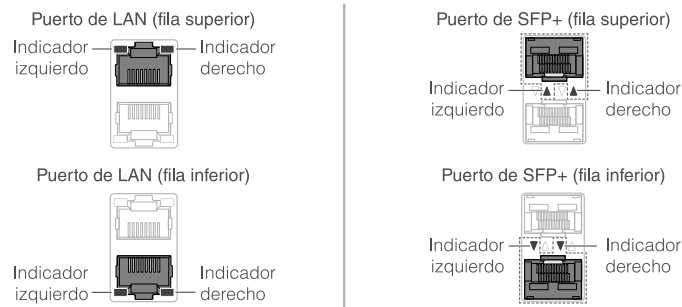 Puerto de LAN (fila superior)
Indicador
izquierdo
Indicador
derecho
Puerto de LAN (fila inferior)
Indicador
izquierdo
Indicador
derecho
Puerto de SFP+ (fila superior)
Indicador
izquierdo
Indicador
derecho
Puerto de SFP+ (fila inferior)
Indicador
izquierdo
Indicador
derecho